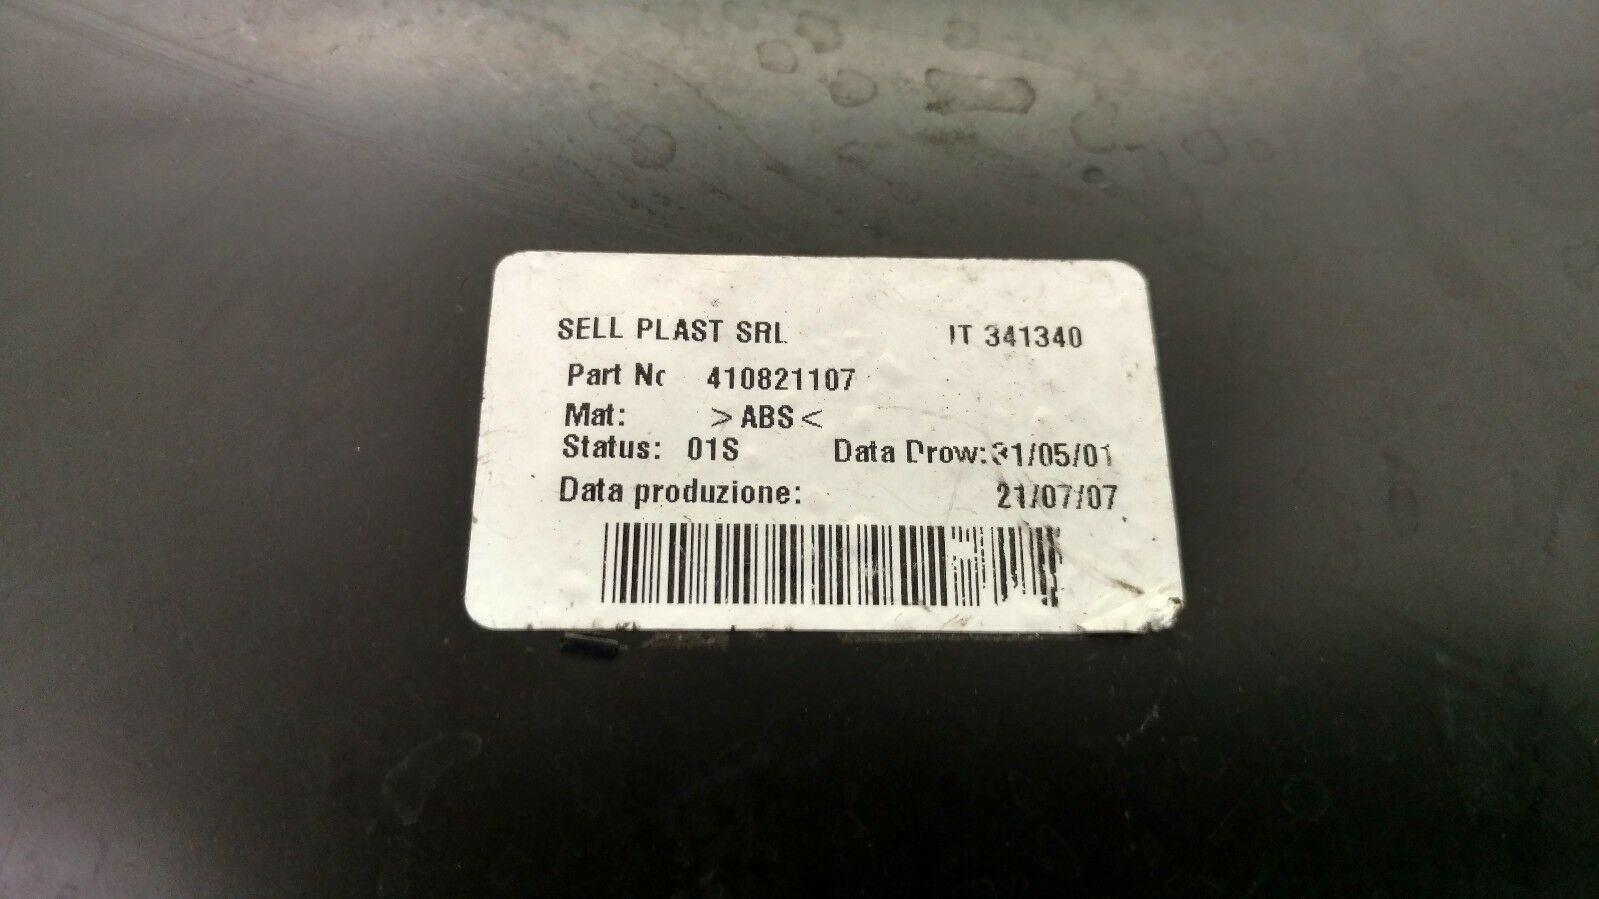 SELL PLAST SRL IT 341340
Part No 410821107
Mat: >ABS<
Status: 01S Data Drow:31/05/01
Data produzione: 21/07/07